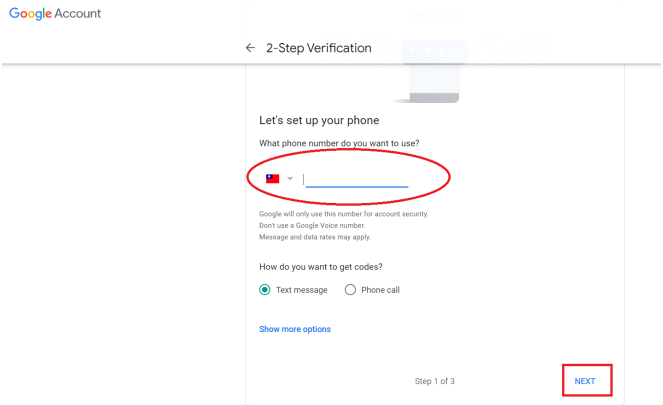 Google Account
2-Step Verification
Let's set up your phone
What phone number do you want to use?
Google will only use this number for account security.
Don't use a Google Voice number.
Message and data rates may apply.
How do you want to get codes?
Text message Phone call
Show more options
Step 1 of 3 NEXT